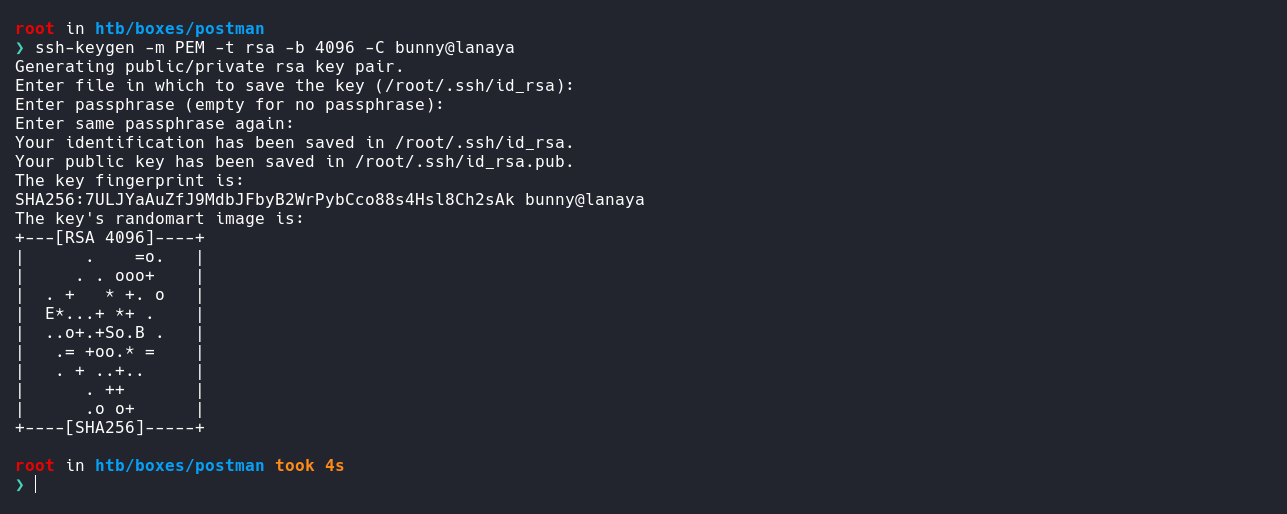 root in htb/boxes/postman
❯ ssh-keygen -m PEM -t rsa -b 4096 -C bunny@lanaya
Generating public/private rsa key pair.
Enter file in which to save the key (/root/.ssh/id_rsa):
Enter passphrase (empty for no passphrase):
Enter same passphrase again:
Your identification has been saved in /root/.ssh/id_rsa.
Your public key has been saved in /root/.ssh/id_rsa.pub.
The key fingerprint is:
SHA256:7ULJYaAuZfJ9MdbJFbyB2WrPybCco88s4Hsl8Ch2sAk bunny@lanaya
The key's randomart image is:
+---[RSA 4096]----+
|      .    =o.   |
|     . . ooo+    |
|  . +   * +. o   |
|  E*...+ *+ .    |
|  ..o+.+So.B .   |
|   .= +oo.* =    |
|   . + ..+..     |
|      . ++       |
|      .o o+      |
+----[SHA256]-----+
root in htb/boxes/postman took 4s
❯